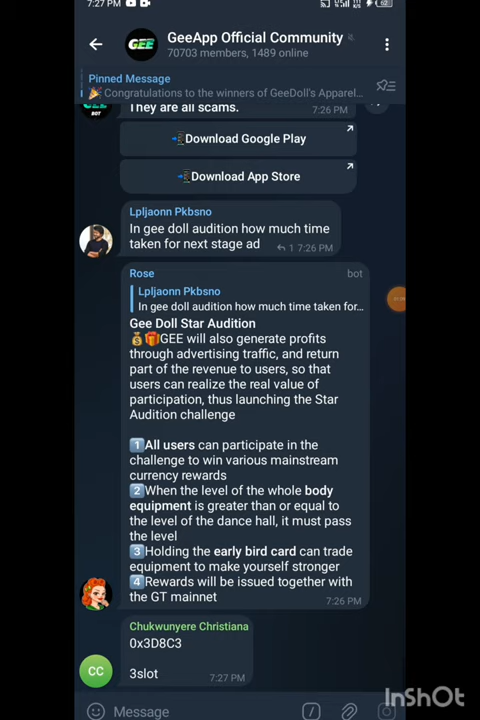 7:27 PM
62
GeeApp Official Community
70703 members, 1489 online
Pinned Message
🎉Congratulations to the winners of GeeDoll's Apparel...
GEE
BOT
They are all scams.
7:26 PM
📲Download Google Play
📲Download App Store
Lpljaonn Pkbsno
In gee doll audition how much time
taken for next stage ad
1 7:26 PM
Rose bot
Lpljaonn Pkbsno
In gee doll audition how much time taken for...
Gee Doll Star Audition
💰🎁GEE will also generate profits
through advertising traffic, and return
part of the revenue to users, so that
users can realize the real value of
participation, thus launching the Star
Audition challenge
1️⃣All users can participate in the
challenge to win various mainstream
currency rewards
2️⃣When the level of the whole body
equipment is greater than or equal to
the level of the dance hall, it must pass
the level
3️⃣Holding the early bird card can trade
equipment to make yourself stronger
4️⃣Rewards will be issued together with
the GT mainnet
7:26 PM
Chukwunyere Christiana
0x3D8C3
3slot
7:27 PM
CC
Message
InShOt